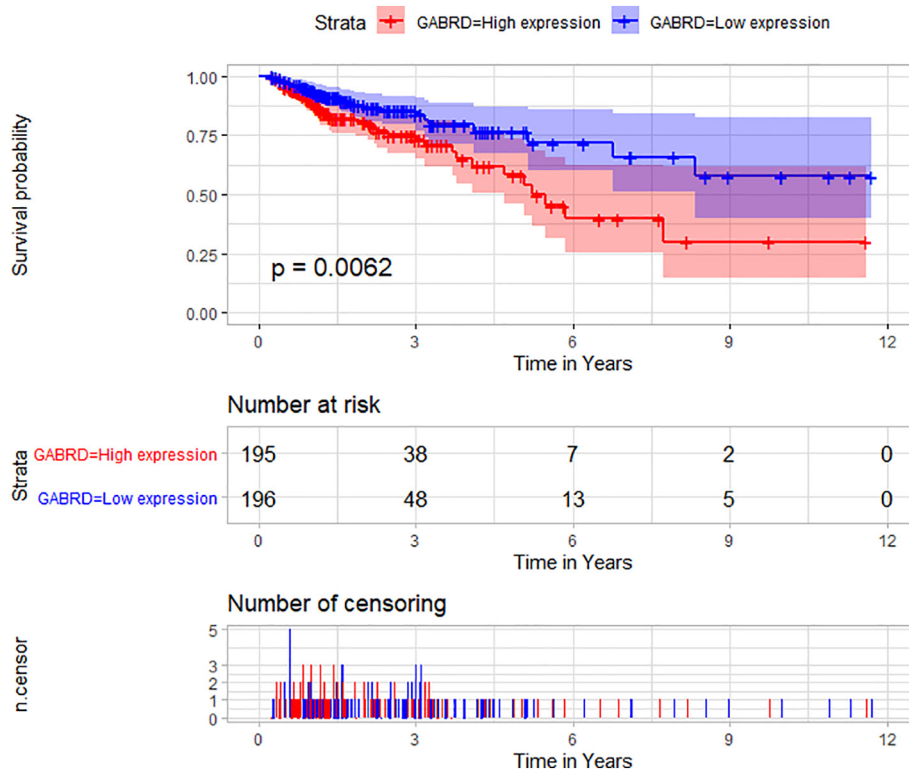 Strata GABRD=High expression GABRD=Low expression
Survival probability
1.00
0.75
0.50
0.25
0.00
p = 0.0062
0 3 6 9 12
Time in Years
Number at risk
Strata
GABRD=High expression 195 38 7 2 0
GABRD=Low expression 196 48 13 5 0
0 3 6 9 12
Time in Years
Number of censoring
n.censor
5
3
2
1
0
0 3 6 9 12
Time in Years